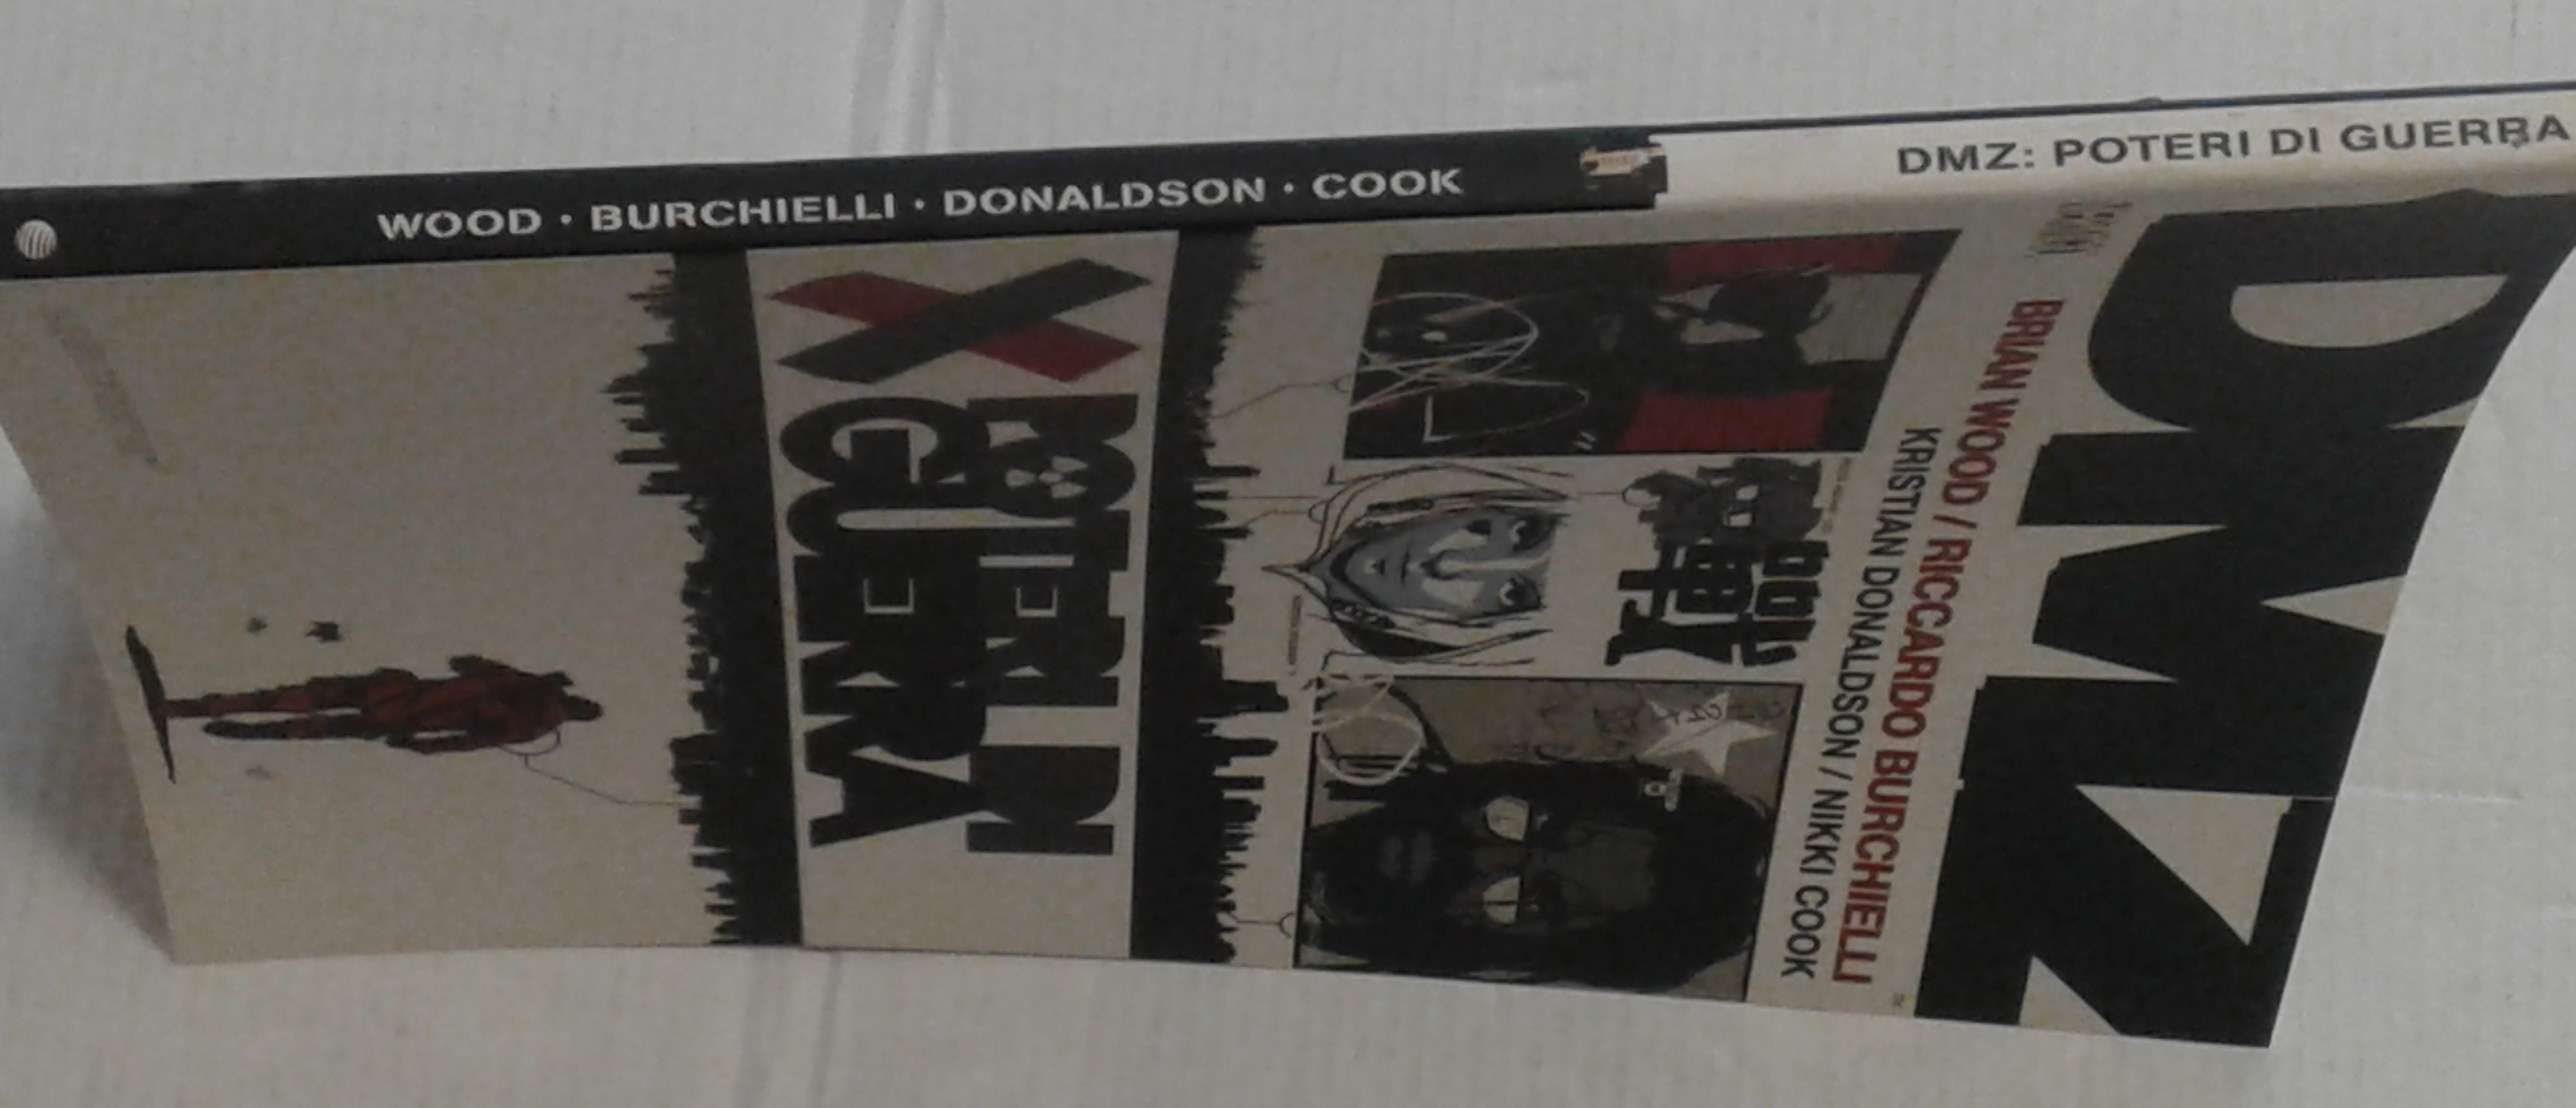 WOOD · BURCHIELLI · DONALDSON · COOK
DMZ: POTERI DI GUERRA
DMZ
BRIAN WOOD / RICCARDO BURCHIELLI
KRISTIAN DONALDSON / NIKKI COOK
POTERI DI
GUERRA